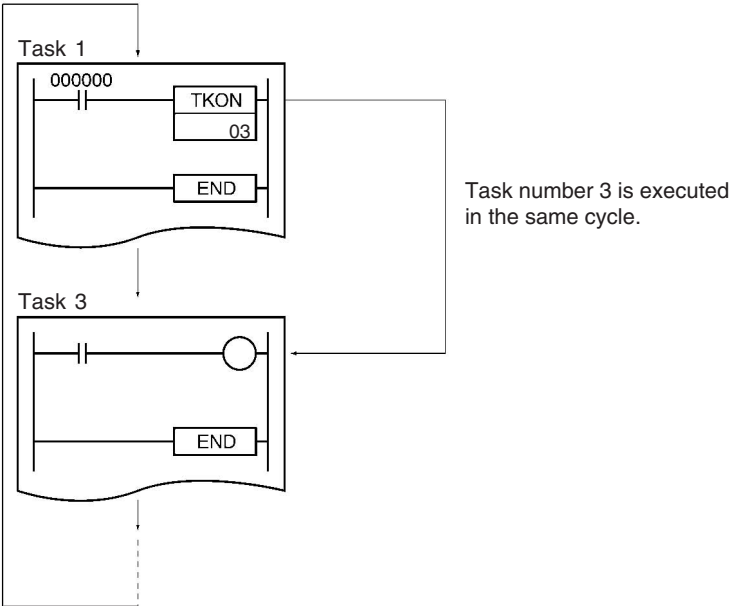 Task 1
000000
TKON
03
END
Task number 3 is executed
in the same cycle.
Task 3
END